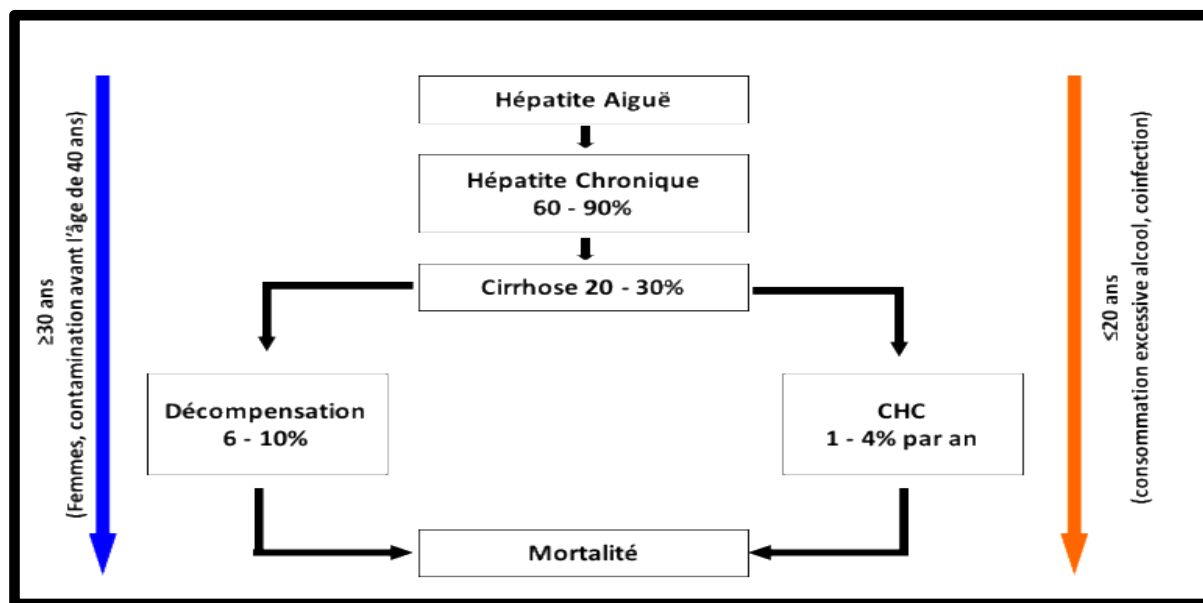 ≥30 ans
(Femmes, contamination avant l'âge de 40 ans)
Hépatite Aiguë
Hépatite Chronique
60 - 90%
Cirrhose 20 - 30%
Décompensation
6 - 10%
CHC
1 - 4% par an
Mortalité
≤20 ans
(consommation excessive alcool, coinfection)